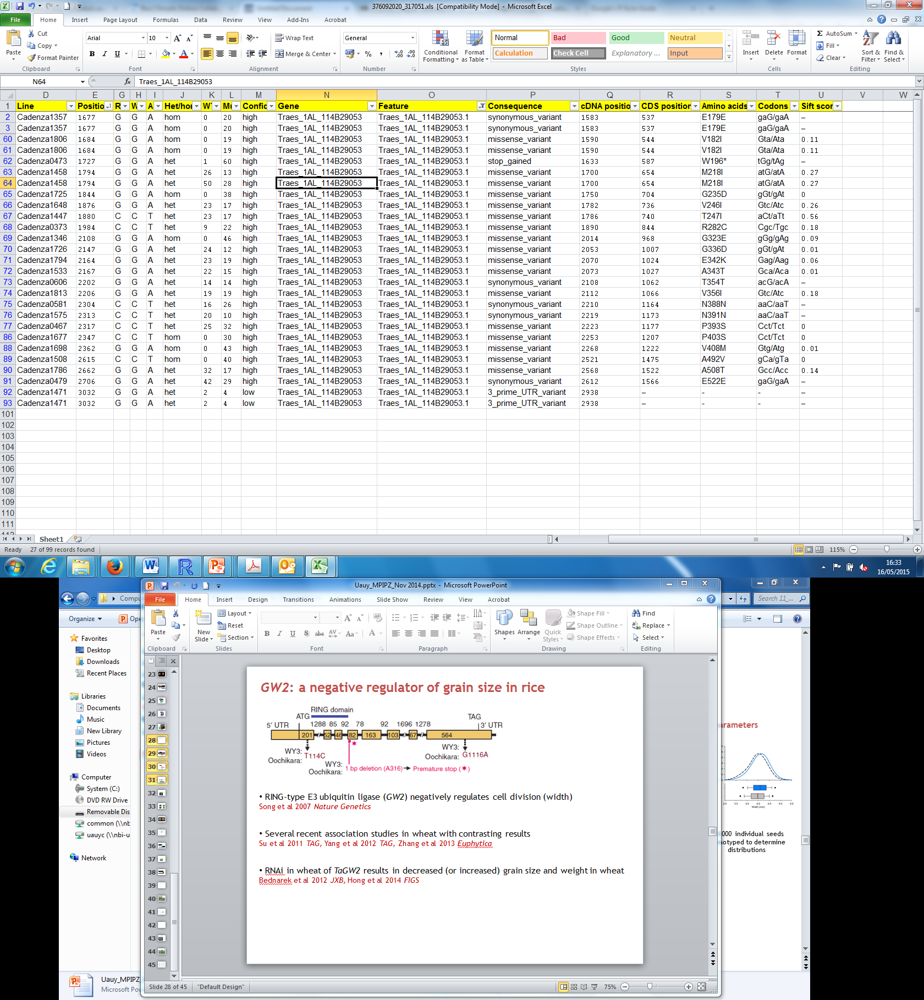 376092020_317051.xls [Compatibility Mode] - Microsoft Excel
File Home Insert Page Layout Formulas Data Review View Add-Ins Acrobat
Paste Cut Copy Format Painter Clipboard
Arial 10 B I U Font
Wrap Text Merge & Center Alignment
General % , Number
Conditional Formatting Format as Table
Normal Bad Good Neutral
Calculation Check Cell Explanatory ... Input
Styles
Insert Delete Format Cells
Σ AutoSum Fill Clear Sort & Filter Find & Select Editing
N64 fx Traes_1AL_114B29053
D E G H I J K L M N O P Q R S T U V W
1 Line Positio R W A Het/hor W Mu Confid Gene Feature Consequence cDNA positio CDS position Amino acids Codons Sift scor
2 Cadenza1357 1677 G G A hom 0 20 high Traes_1AL_114B29053 Traes_1AL_114B29053.1 synonymous_variant 1583 537 E179E gaG/gaA –
3 Cadenza1357 1677 G G A hom 0 20 high Traes_1AL_114B29053 Traes_1AL_114B29053.1 synonymous_variant 1583 537 E179E gaG/gaA –
60 Cadenza1806 1684 G G A hom 0 19 high Traes_1AL_114B29053 Traes_1AL_114B29053.1 missense_variant 1590 544 V182I Gta/Ata 0.11
61 Cadenza1806 1684 G G A hom 0 19 high Traes_1AL_114B29053 Traes_1AL_114B29053.1 missense_variant 1590 544 V182I Gta/Ata 0.11
62 Cadenza0473 1727 G G A het 1 60 high Traes_1AL_114B29053 Traes_1AL_114B29053.1 stop_gained 1633 587 W196* tGg/tAg –
63 Cadenza1458 1794 G G A het 26 13 high Traes_1AL_114B29053 Traes_1AL_114B29053.1 missense_variant 1700 654 M218I atG/atA 0.27
64 Cadenza1458 1794 G G A het 50 28 high Traes_1AL_114B29053 Traes_1AL_114B29053.1 missense_variant 1700 654 M218I atG/atA 0.27
65 Cadenza1725 1844 G G A hom 0 38 high Traes_1AL_114B29053 Traes_1AL_114B29053.1 missense_variant 1750 704 G235D gGt/gAt 0
66 Cadenza1648 1876 G G A het 23 17 high Traes_1AL_114B29053 Traes_1AL_114B29053.1 missense_variant 1782 736 V246I Gtc/Atc 0.26
67 Cadenza1447 1880 C C T het 23 17 high Traes_1AL_114B29053 Traes_1AL_114B29053.1 missense_variant 1786 740 T247I aCt/aTt 0.56
68 Cadenza0373 1984 C C T het 9 22 high Traes_1AL_114B29053 Traes_1AL_114B29053.1 missense_variant 1890 844 R282C Cgc/Tgc 0.18
69 Cadenza1346 2108 G G A hom 0 46 high Traes_1AL_114B29053 Traes_1AL_114B29053.1 missense_variant 2014 968 G323E gGg/gAg 0.09
70 Cadenza1726 2147 G G A het 24 12 high Traes_1AL_114B29053 Traes_1AL_114B29053.1 missense_variant 2053 1007 G336D gGt/gAt 0.01
71 Cadenza1794 2164 G G A het 23 19 high Traes_1AL_114B29053 Traes_1AL_114B29053.1 missense_variant 2070 1024 E342K Gag/Aag 0.06
72 Cadenza1533 2167 G G A het 22 15 high Traes_1AL_114B29053 Traes_1AL_114B29053.1 missense_variant 2073 1027 A343T Gca/Aca 0.01
73 Cadenza0606 2202 G G A het 14 14 high Traes_1AL_114B29053 Traes_1AL_114B29053.1 synonymous_variant 2108 1062 T354T acG/acA –
74 Cadenza1813 2206 G G A het 19 19 high Traes_1AL_114B29053 Traes_1AL_114B29053.1 missense_variant 2112 1066 V356I Gtc/Atc 0.18
75 Cadenza0581 2304 C C T het 16 26 high Traes_1AL_114B29053 Traes_1AL_114B29053.1 synonymous_variant 2210 1164 N388N aaC/aaT –
76 Cadenza1575 2313 C C T het 20 10 high Traes_1AL_114B29053 Traes_1AL_114B29053.1 synonymous_variant 2219 1173 N391N aaC/aaT –
77 Cadenza0467 2317 C C T het 25 32 high Traes_1AL_114B29053 Traes_1AL_114B29053.1 missense_variant 2223 1177 P393S Cct/Tct 0
86 Cadenza1677 2347 C C T hom 0 30 high Traes_1AL_114B29053 Traes_1AL_114B29053.1 missense_variant 2253 1207 P403S Cct/Tct 0
88 Cadenza1698 2362 G G A hom 0 43 high Traes_1AL_114B29053 Traes_1AL_114B29053.1 missense_variant 2268 1222 V408M Gtg/Atg 0.01
89 Cadenza1508 2615 C C T hom 0 40 high Traes_1AL_114B29053 Traes_1AL_114B29053.1 missense_variant 2521 1475 A492V gCa/gTa 0
90 Cadenza1786 2662 G G A het 32 17 high Traes_1AL_114B29053 Traes_1AL_114B29053.1 missense_variant 2568 1522 A508T Gcc/Acc 0.14
91 Cadenza0479 2706 G G A het 42 29 high Traes_1AL_114B29053 Traes_1AL_114B29053.1 synonymous_variant 2612 1566 E522E gaG/gaA –
92 Cadenza1471 3032 G G A het 2 4 low Traes_1AL_114B29053 Traes_1AL_114B29053.1 3_prime_UTR_variant 2938 – - - –
93 Cadenza1471 3032 G G A het 2 4 low Traes_1AL_114B29053 Traes_1AL_114B29053.1 3_prime_UTR_variant 2938 – - - –
101
102
103
104
105
106
107
108
109
110
111
112
Sheet1
Ready 27 of 99 records found 115%
16:33
16/05/2015
Uauy_MPIPZ_Nov 2014.pptx - Microsoft PowerPoint
Compu Search 11_...
File Home Insert Design Transitions Animations Slide Show Review View Acrobat
Organize Ope
Paste Clipboard
New Slide Layout Reset Section Slides
B I U S abc AV Aa A Font
Paragraph
Shapes Arrange Quick Styles Shape Fill Shape Outline Shape Effects Drawing
Find Replace Select Editing
Favorites
Desktop
Downloads
Recent Places
Libraries
Documents
Music
New Library
Pictures
Videos
Computer
System (C:)
DVD RW Drive
Removable Dis
common (\\nb
uauyc (\\nbi-u
Network
23
24
25
26
27
28
29
30
31
32
33
34
35
36
37
38
39
40
41
42
43
44
45
GW2: a negative regulator of grain size in rice
RING domain
ATG TAG
5′ UTR 1288 85 92 78 92 1696 1278 3′ UTR
201 52 46 82 163 103 67 564
WY3: Oochikara: T114C
WY3: Oochikara: 1 bp deletion (A316) Premature stop (★)
WY3: Oochikara: G1116A
• RING-type E3 ubiquitin ligase (GW2) negatively regulates cell division (width)
Song et al 2007 Nature Genetics
• Several recent association studies in wheat with contrasting results
Su et al 2011 TAG, Yang et al 2012 TAG, Zhang et al 2013 Euphytica
• RNAi in wheat of TaGW2 results in decreased (or increased) grain size and weight in wheat
Bednarek et al 2012 JXB, Hong et al 2014 FIGS
arameters
2.5 3.0 3.5 4.0 4.5 5.0 5.5
Width (mm)
000 individual seeds
notyped to determine
distributions
Uauy_MPIPZ_
Microsoft Pow
Slide 28 of 45 "Default Design" 75%